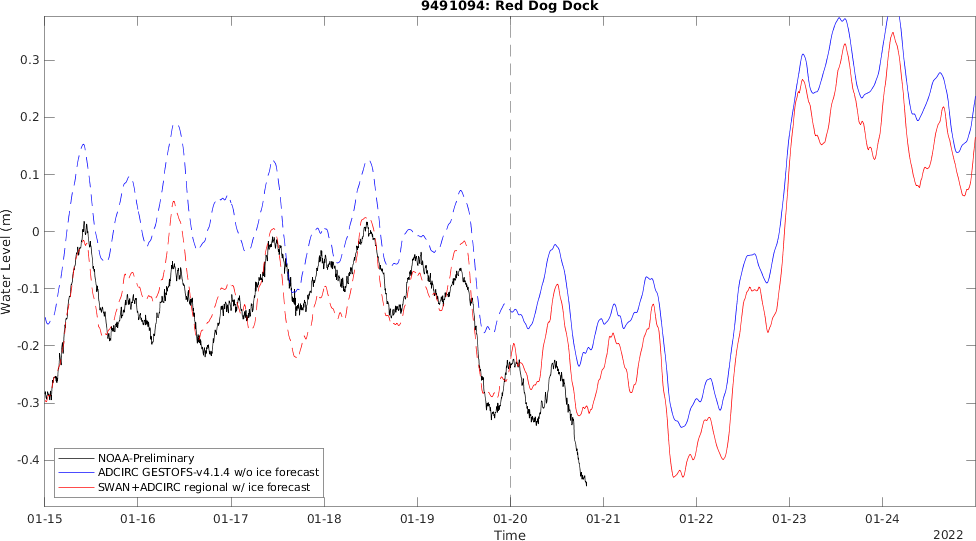 9491094: Red Dog Dock
0.3
0.2
0.1
0
-0.1
-0.2
-0.3
-0.4
Water Level (m)
NOAA-Preliminary
ADCIRC GESTOFS-v4.1.4 w/o ice forecast
SWAN+ADCIRC regional w/ ice forecast
01-15 01-16 01-17 01-18 01-19 01-20 01-21 01-22 01-23 01-24
Time
2022